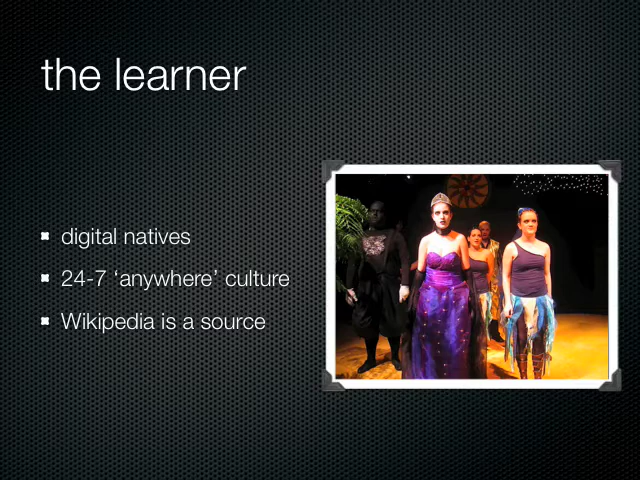 the learner
digital natives
24-7 ‘anywhere’ culture
Wikipedia is a source